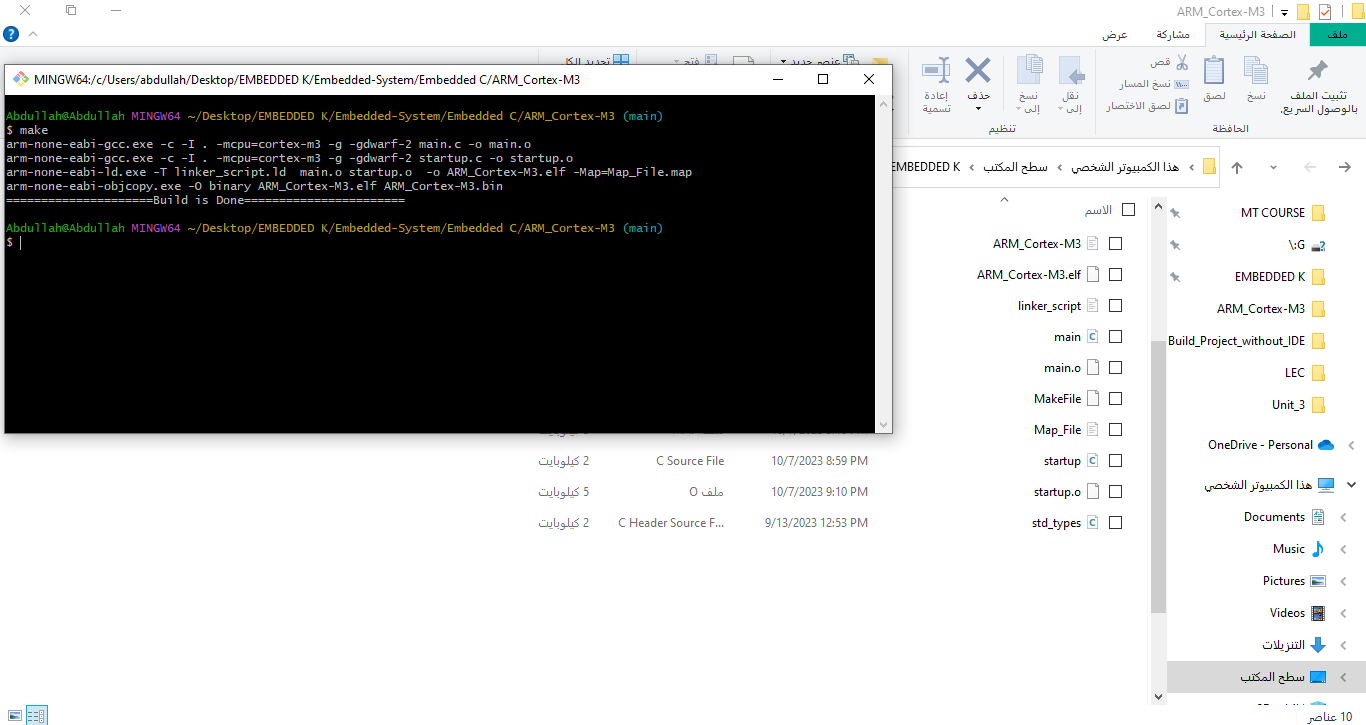 ARM_Cortex-M3
ملف
الصفحة الرئيسية
مشاركة
عرض
تثبيت الملف
بالوصول السريع.
نسخ
لصق
قص
نسخ المسار
لصق الاختصار
الحافظة
نقل
إلى
نسخ
إلى
حذف
إعادة
تسمية
تنظيم
عنصر جديد
فتح
تحديد الكل
MINGW64:/c/Users/abdullah/Desktop/EMBEDDED K/Embedded-System/Embedded C/ARM_Cortex-M3
Abdullah@Abdullah MINGW64 ~/Desktop/EMBEDDED K/Embedded-System/Embedded C/ARM_Cortex-M3 (main)
$ make
arm-none-eabi-gcc.exe -c -I . -mcpu=cortex-m3 -g -gdwarf-2 main.c -o main.o
arm-none-eabi-gcc.exe -c -I . -mcpu=cortex-m3 -g -gdwarf-2 startup.c -o startup.o
arm-none-eabi-ld.exe -T linker_script.ld  main.o startup.o  -o ARM_Cortex-M3.elf -Map=Map_File.map
arm-none-eabi-objcopy.exe -O binary ARM_Cortex-M3.elf ARM_Cortex-M3.bin
=====================Build is Done=======================
Abdullah@Abdullah MINGW64 ~/Desktop/EMBEDDED K/Embedded-System/Embedded C/ARM_Cortex-M3 (main)
$
هذا الكمبيوتر الشخصي › سطح المكتب › EMBEDDED K
الاسم
ARM_Cortex-M3
ARM_Cortex-M3.elf
linker_script
main
main.o
MakeFile
Map_File
startup 10/7/2023 8:59 PM C Source File 2 كيلوبايت
startup.o 10/7/2023 9:10 PM ملف O 5 كيلوبايت
std_types 9/13/2023 12:53 PM C Header Source F... 2 كيلوبايت
MT COURSE
\:G
EMBEDDED K
ARM_Cortex-M3
Build_Project_without_IDE
LEC
Unit_3
OneDrive - Personal
هذا الكمبيوتر الشخصي
Documents
Music
Pictures
Videos
التنزيلات
سطح المكتب
10 عناصر